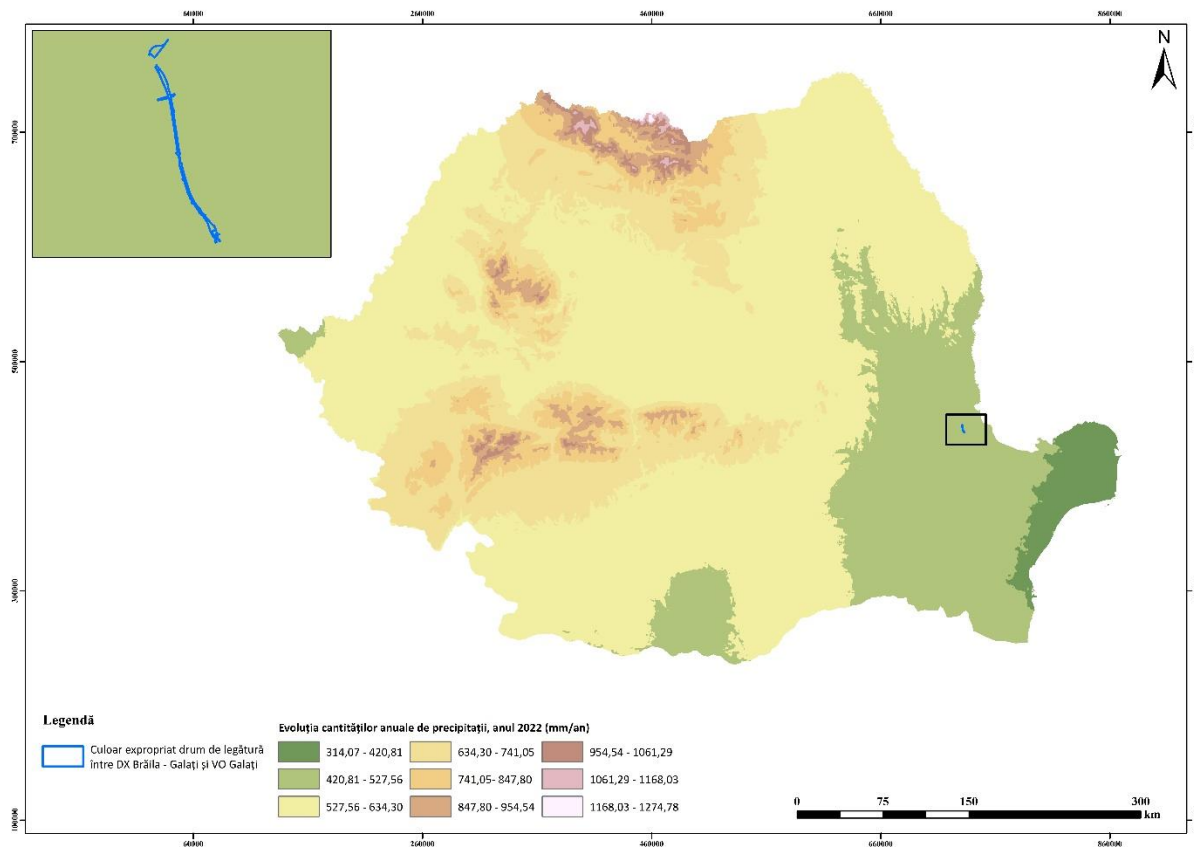 60000 260000 460000 660000 860000
N
700000
500000
300000
100000
Legendă
Culoar expropriat drum de legătură
între DX Brăila - Galați și VO Galați
Evoluția cantităților anuale de precipitații, anul 2022 (mm/an)
314,07 - 420,81 634,30 - 741,05 954,54 - 1061,29
420,81 - 527,56 741,05- 847,80 1061,29 - 1168,03
527,56 - 634,30 847,80 - 954,54 1168,03 - 1274,78
0 75 150 300
km
60000 260000 460000 660000 860000